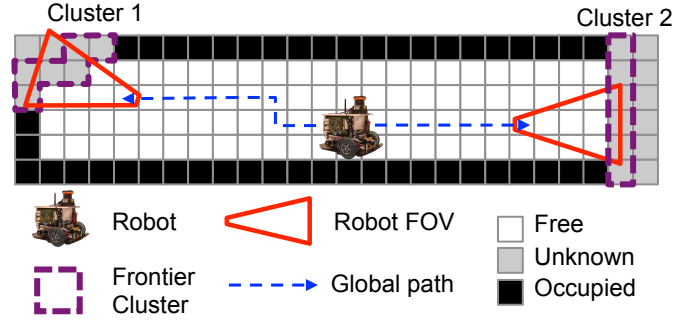 Cluster 1
Cluster 2
Robot
Robot FOV
Free
Unknown
Occupied
Frontier
Cluster
Global path